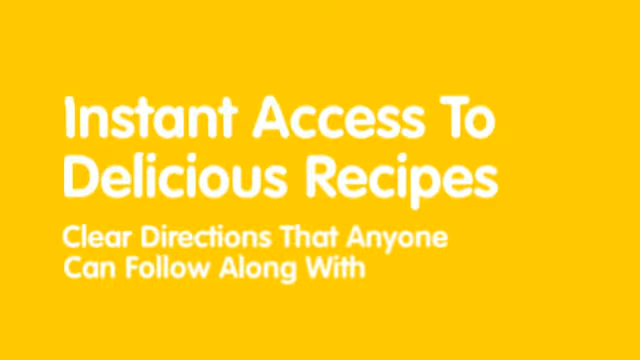 Instant Access To
Delicious Recipes
Clear Directions That Anyone
Can Follow Along With